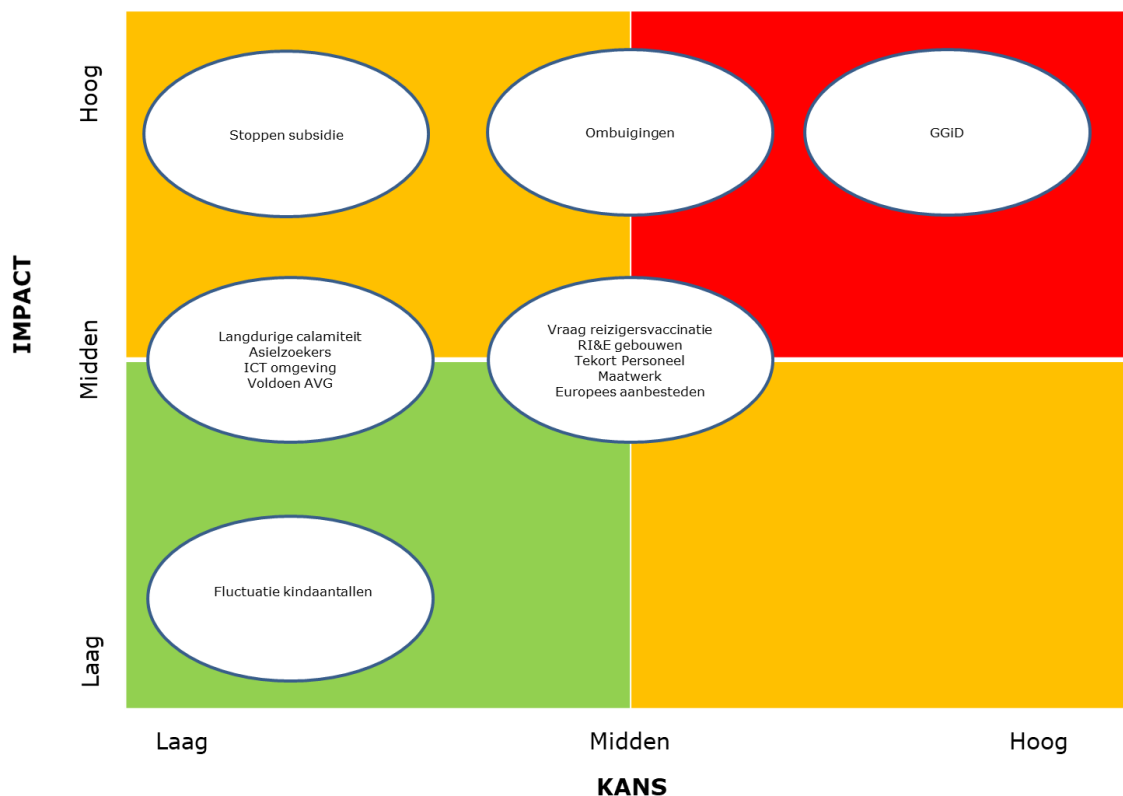 Hoog
Stoppen subsidie
Ombuigingen
GGiD
IMPACT
Midden
Langdurige calamiteit
Asielzoekers
ICT omgeving
Voldoen AVG
Vraag reizigersvaccinatie
RI&E gebouwen
Tekort Personeel
Maatwerk
Europees aanbesteden
Fluctuatie kindaantallen
Laag
Laag
Midden
Hoog
KANS